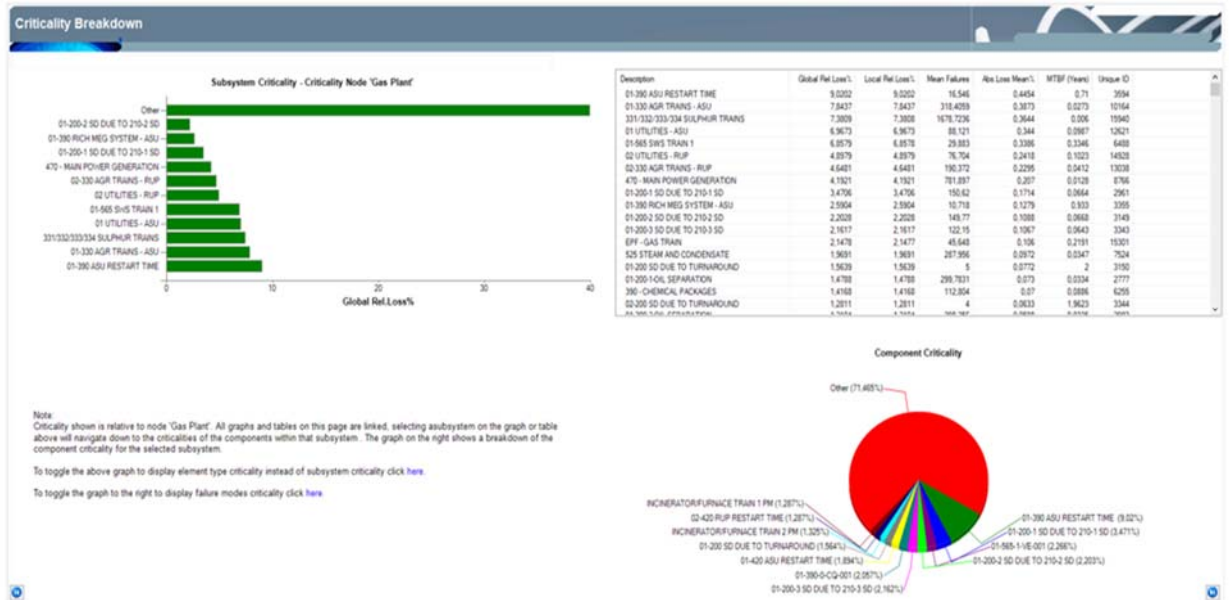 Criticality Breakdown
Subsystem Criticality - Criticality Node 'Gas Plant'
Other
01-200-2 SD DUE TO 210-2 SD
01-390 RICH MEG SYSTEM - ASU
01-200-1 SD DUE TO 210-1 SD
470 - MAIN POWER GENERATION
02-330 AGR TRAINS - RUP
02 UTILITIES - RUP
01-565 SWS TRAIN 1
01 UTILITIES - ASU
331/332/333/334 SULPHUR TRAINS
01-330 AGR TRAINS - ASU
01-390 ASU RESTART TIME
0 10 20 30 40
Global Rel.Loss%
Description Global Rel Loss% Local Rel Loss% Mean Failures Abs Loss Mean% MTBF (Years) Unique ID
01-390 ASU RESTART TIME 9,0202 9,0202 16,546 0,4454 0,71 3594
01-330 AGR TRAINS - ASU 7,8437 7,8437 318,4059 0,3873 0,0273 10164
331/332/333/334 SULPHUR TRAINS 7,3809 7,3808 1678,7236 0,3644 0,006 15940
01 UTILITIES - ASU 6,9673 6,9673 88,121 0,344 0,0987 12621
01-565 SWS TRAIN 1 6,8579 6,8578 29,883 0,3386 0,3346 6488
02 UTILITIES - RUP 4,8979 4,8979 76,704 0,2418 0,1023 14928
02-330 AGR TRAINS - RUP 4,6481 4,6481 190,372 0,2295 0,0412 13038
470 - MAIN POWER GENERATION 4,1921 4,1921 781,897 0,207 0,0128 8766
01-200-1 SD DUE TO 210-1 SD 3,4706 3,4706 150,62 0,1714 0,0664 2961
01-390 RICH MEG SYSTEM - ASU 2,5904 2,5904 10,718 0,1279 0,933 3355
01-200-2 SD DUE TO 210-2 SD 2,2028 2,2028 149,77 0,1088 0,0668 3149
01-200-3 SD DUE TO 210-3 SD 2,1617 2,1617 122,15 0,1067 0,0643 3343
EPF - GAS TRAIN 2,1478 2,1477 45,648 0,106 0,2191 15301
525 STEAM AND CONDENSATE 1,9691 1,9691 287,956 0,0972 0,0347 7524
01-200 SD DUE TO TURNAROUND 1,5639 1,5639 5 0,0772 2 3150
01-200-1-OIL SEPARATION 1,4788 1,4788 299,7831 0,073 0,0334 2777
390 - CHEMICAL PACKAGES 1,4168 1,4168 112,804 0,07 0,0886 6255
02-200 SD DUE TO TURNAROUND 1,2811 1,2811 4 0,0633 1,9623 3344
Component Criticality
Other (71,465%)
INCINERATOR/FURNACE TRAIN 1 PM (1,287%)
02-420 RUP RESTART TIME (1,287%)
INCINERATOR/FURNACE TRAIN 2 PM (1,325%)
01-200 SD DUE TO TURNAROUND (1,564%)
01-420 ASU RESTART TIME (1,894%)
01-390-0-CQ-001 (2,057%)
01-200-3 SD DUE TO 210-3 SD (2,162%)
01-390 ASU RESTART TIME (9,02%)
01-200-1 SD DUE TO 210-1 SD (3,471%)
01-565-1-VE-001 (2,266%)
01-200-2 SD DUE TO 210-2 SD (2,203%)
Note:
Criticality shown is relative to node 'Gas Plant'. All graphs and tables on this page are linked, selecting asubsystem on the graph or table
above will navigate down to the criticalities of the components within that subsystem . The graph on the right shows a breakdown of the
component criticality for the selected subsystem.
To toggle the above graph to display element type criticality instead of subsystem criticality click here.
To toggle the graph to the right to display failure modes criticality click here